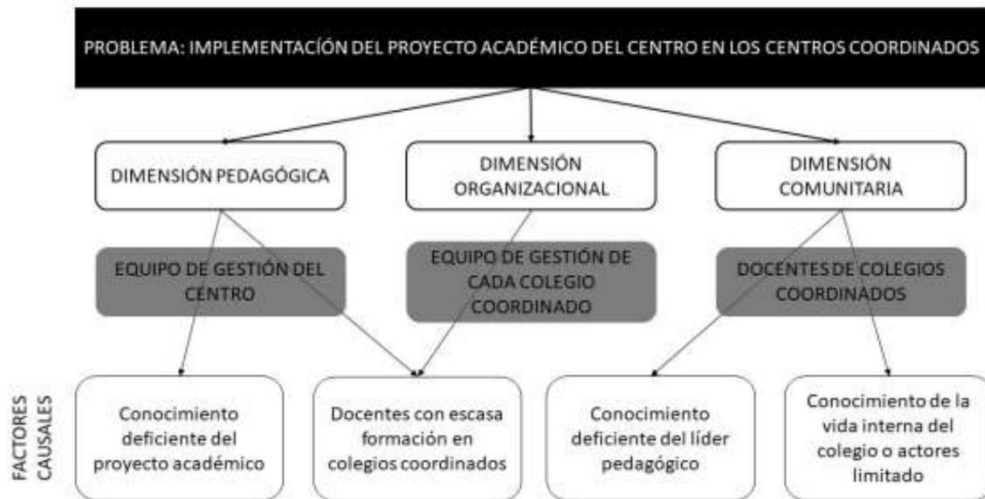 PROBLEMA: IMPLEMENTACÍÓN DEL PROYECTO ACADÉMICO DEL CENTRO EN LOS CENTROS COORDINADOS
DIMENSIÓN PEDAGÓGICA
DIMENSIÓN
ORGANIZACIONAL
DIMENSIÓN
COMUNITARIA
EQUIPO DE GESTIÓN DEL
CENTRO
EQUIPO DE GESTIÓN DE
CADA COLEGIO
COORDINADO
DOCENTES DE COLEGIOS
COORDINADOS
FACTORES
CAUSALES
Conocimiento
deficiente del
proyecto académico
Docentes con escasa
formación en
colegios coordinados
Conocimiento
deficiente del líder
pedagógico
Conocimiento de la
vida interna del
colegio o actores
limitado